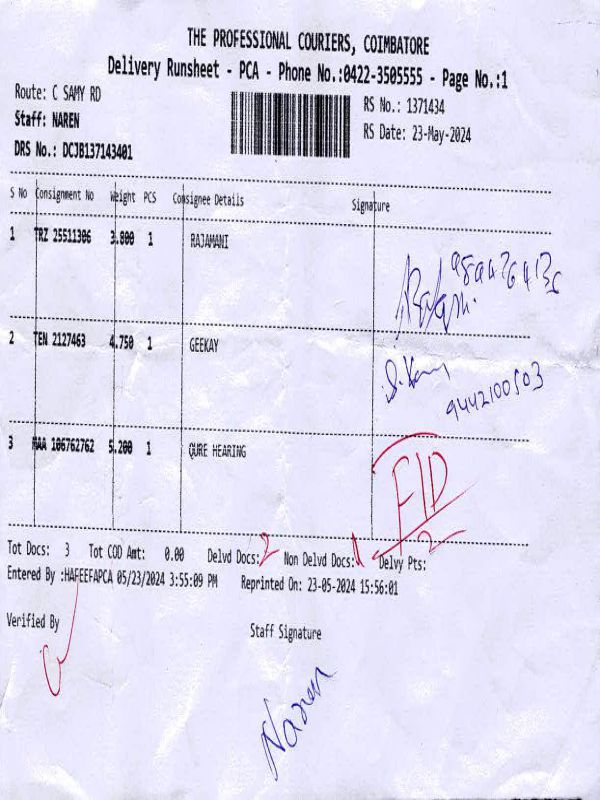 THE PROFESSIONAL COURIERS, COIMBATORE
Delivery Runsheet - PCA - Phone No.:0422-3505555 - Page No.:1
Route: C SAMY RD
RS No.: 1371434
Staff: NAREN
RS Date: 23-May-2024
DRS No.: DCJB137143401
S No Consignment No Weight PCS Consignee Details Signature
1 TRZ 25511306 3.800 1 RAJAMANI
2 TEN 2127463 4.750 1 GEEKAY
9442100503
3 MAA 106762762 5.200 1 QURE HEARING
FID
2
Tot Docs: 3 Tot COD Amt: 0.00 Delvd Docs: 2 Non Delvd Docs: 1 Delvy Pts:
Entered By :HAFEEFAPCA 05/23/2024 3:55:09 PM Reprinted On: 23-05-2024 15:56:01
Verified By
Staff Signature
Naren